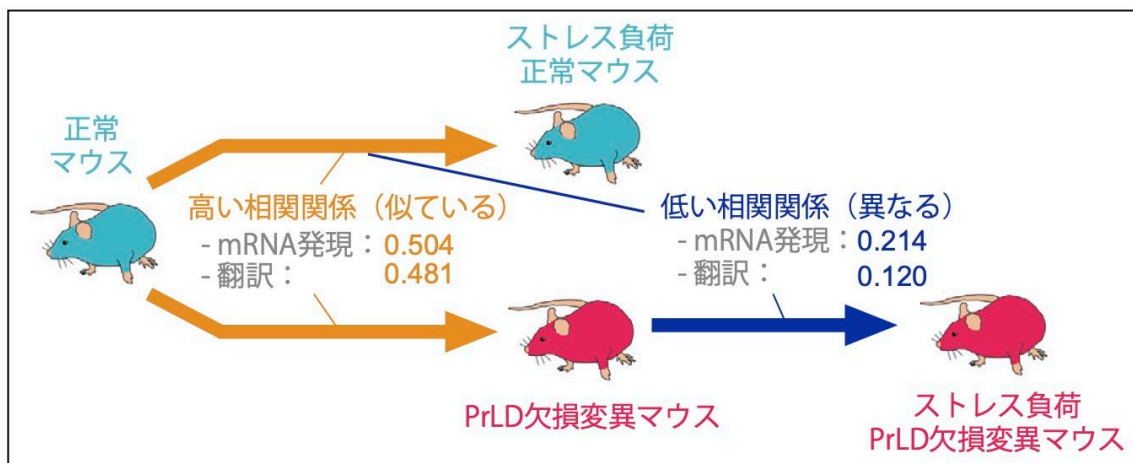 ストレス負荷
正常マウス
正常
マウス
高い相関関係（似ている）
- mRNA発現：0.504
- 翻訳：0.481
低い相関関係（異なる）
- mRNA発現：0.214
- 翻訳：0.120
PrLD欠損変異マウス
ストレス負荷
PrLD欠損変異マウス